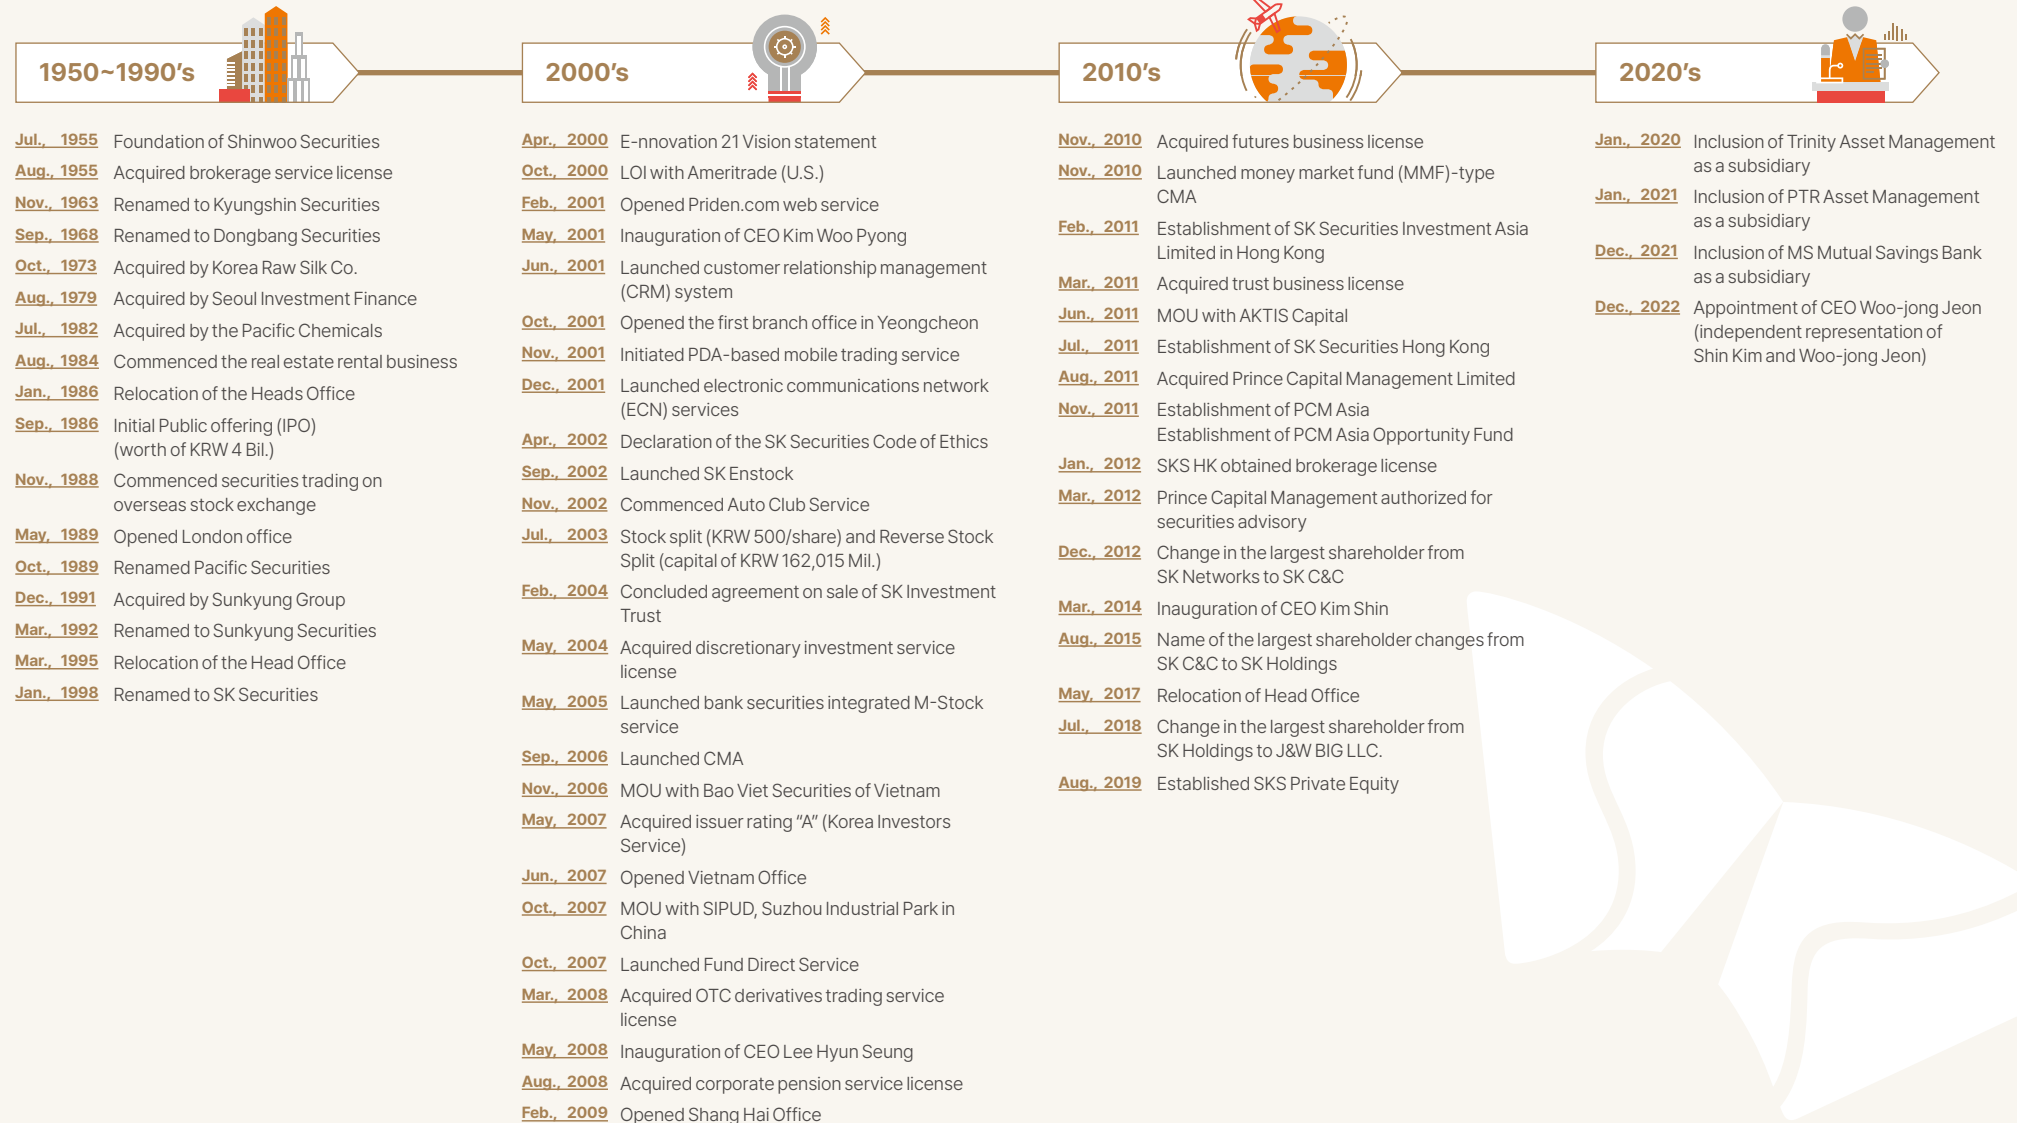 1950~1990's
Jul., 1955 Foundation of Shinwoo Securities
Aug., 1955 Acquired brokerage service license
Nov., 1963 Renamed to Kyungshin Securities
Sep., 1968 Renamed to Dongbang Securities
Oct., 1973 Acquired by Korea Raw Silk Co.
Aug., 1979 Acquired by Seoul Investment Finance
Jul., 1982 Acquired by the Pacific Chemicals
Aug., 1984 Commenced the real estate rental business
Jan., 1986 Relocation of the Heads Office
Sep., 1986 Initial Public offering (IPO)
(worth of KRW 4 Bil.)
Nov., 1988 Commenced securities trading on
overseas stock exchange
May, 1989 Opened London office
Oct., 1989 Renamed Pacific Securities
Dec., 1991 Acquired by Sunkyung Group
Mar., 1992 Renamed to Sunkyung Securities
Mar., 1995 Relocation of the Head Office
Jan., 1998 Renamed to SK Securities
2000's
Apr., 2000 E-nnovation 21 Vision statement
Oct., 2000 LOI with Ameritrade (U.S.)
Feb., 2001 Opened Priden.com web service
May, 2001 Inauguration of CEO Kim Woo Pyong
Jun., 2001 Launched customer relationship management
(CRM) system
Oct., 2001 Opened the first branch office in Yeongcheon
Nov., 2001 Initiated PDA-based mobile trading service
Dec., 2001 Launched electronic communications network
(ECN) services
Apr., 2002 Declaration of the SK Securities Code of Ethics
Sep., 2002 Launched SK Enstock
Nov., 2002 Commenced Auto Club Service
Jul., 2003 Stock split (KRW 500/share) and Reverse Stock
Split (capital of KRW 162,015 Mil.)
Feb., 2004 Concluded agreement on sale of SK Investment
Trust
May, 2004 Acquired discretionary investment service
license
May, 2005 Launched bank securities integrated M-Stock
service
Sep., 2006 Launched CMA
Nov., 2006 MOU with Bao Viet Securities of Vietnam
May, 2007 Acquired issuer rating “A” (Korea Investors
Service)
Jun., 2007 Opened Vietnam Office
Oct., 2007 MOU with SIPUD, Suzhou Industrial Park in
China
Oct., 2007 Launched Fund Direct Service
Mar., 2008 Acquired OTC derivatives trading service
license
May, 2008 Inauguration of CEO Lee Hyun Seung
Aug., 2008 Acquired corporate pension service license
Feb., 2009 Opened Shang Hai Office
2010's
Nov., 2010 Acquired futures business license
Nov., 2010 Launched money market fund (MMF)-type
CMA
Feb., 2011 Establishment of SK Securities Investment Asia
Limited in Hong Kong
Mar., 2011 Acquired trust business license
Jun., 2011 MOU with AKTIS Capital
Jul., 2011 Establishment of SK Securities Hong Kong
Aug., 2011 Acquired Prince Capital Management Limited
Nov., 2011 Establishment of PCM Asia
Establishment of PCM Asia Opportunity Fund
Jan., 2012 SKS HK obtained brokerage license
Mar., 2012 Prince Capital Management authorized for
securities advisory
Dec., 2012 Change in the largest shareholder from
SK Networks to SK C&C
Mar., 2014 Inauguration of CEO Kim Shin
Aug., 2015 Name of the largest shareholder changes from
SK C&C to SK Holdings
May, 2017 Relocation of Head Office
Jul., 2018 Change in the largest shareholder from
SK Holdings to J&W BIG LLC.
Aug., 2019 Established SKS Private Equity
2020's
Jan., 2020 Inclusion of Trinity Asset Management
as a subsidiary
Jan., 2021 Inclusion of PTR Asset Management
as a subsidiary
Dec., 2021 Inclusion of MS Mutual Savings Bank
as a subsidiary
Dec., 2022 Appointment of CEO Woo-jong Jeon
(independent representation of
Shin Kim and Woo-jong Jeon)